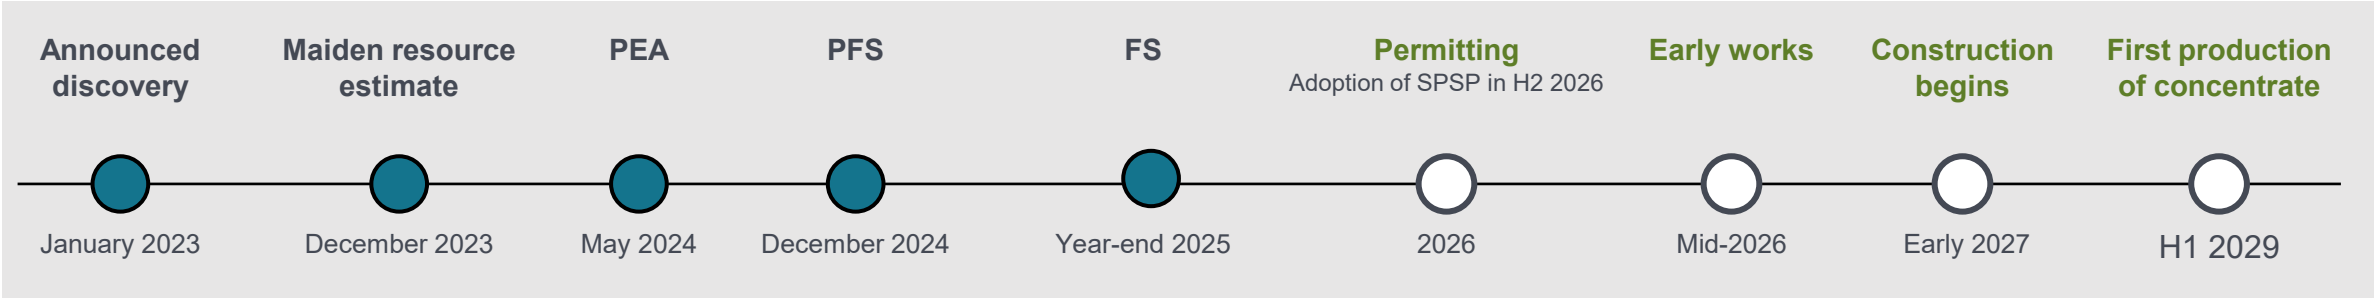 Announced
discovery
Maiden resource
estimate
PEA
PFS
FS
Permitting
Adoption of SPSP in H2 2026
Early works
Construction
begins
First production
of concentrate
January 2023
December 2023
May 2024
December 2024
Year-end 2025
2026
Mid-2026
Early 2027
H1 2029